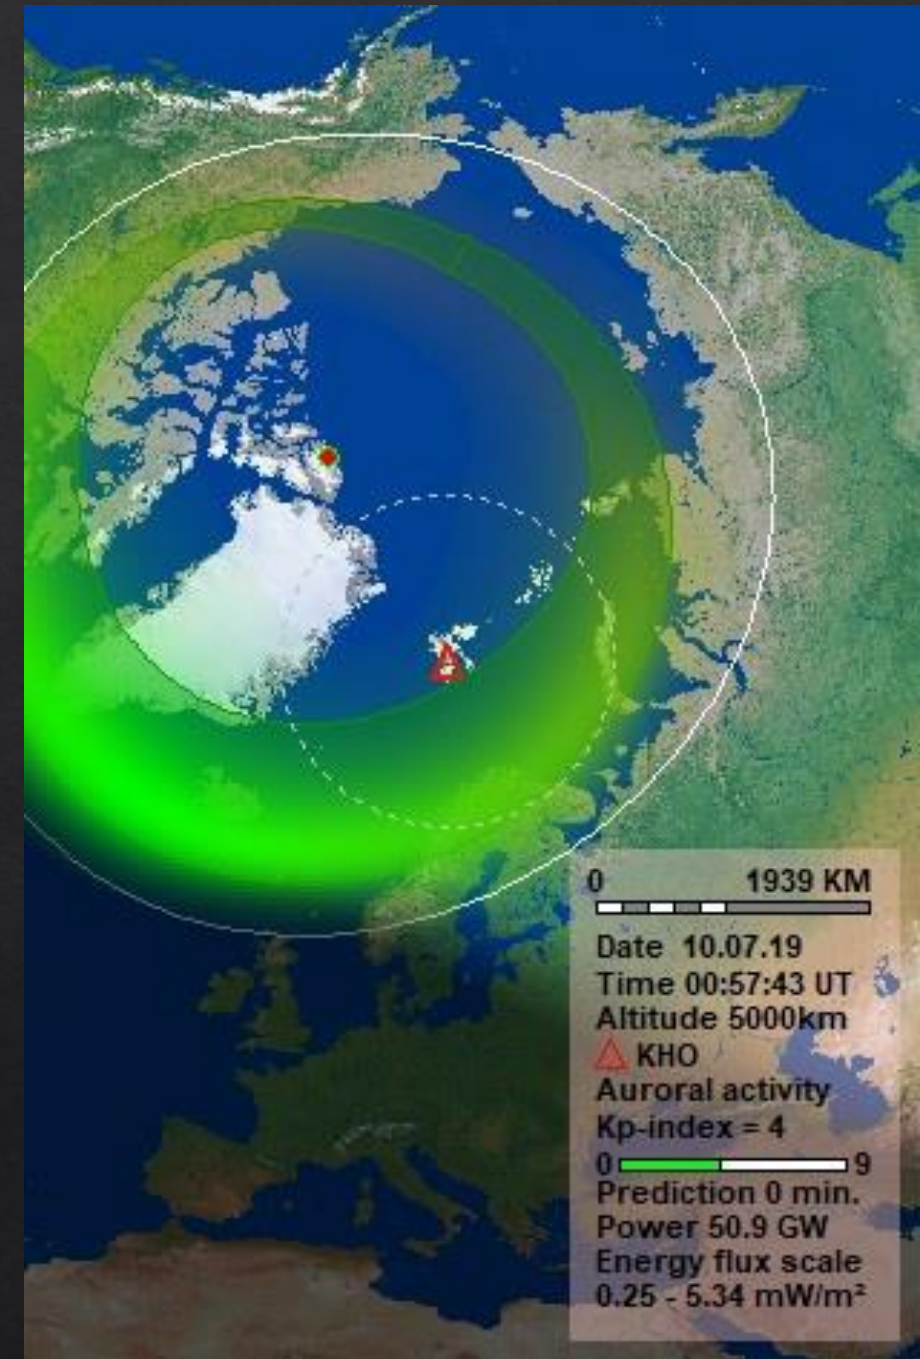 0 1939 KM
Date 10.07.19
Time 00:57:43 UT
Altitude 5000km
KHO
Auroral activity
Kp-index = 4
0 9
Prediction 0 min.
Power 50.9 GW
Energy flux scale
0.25 - 5.34 mW/m²